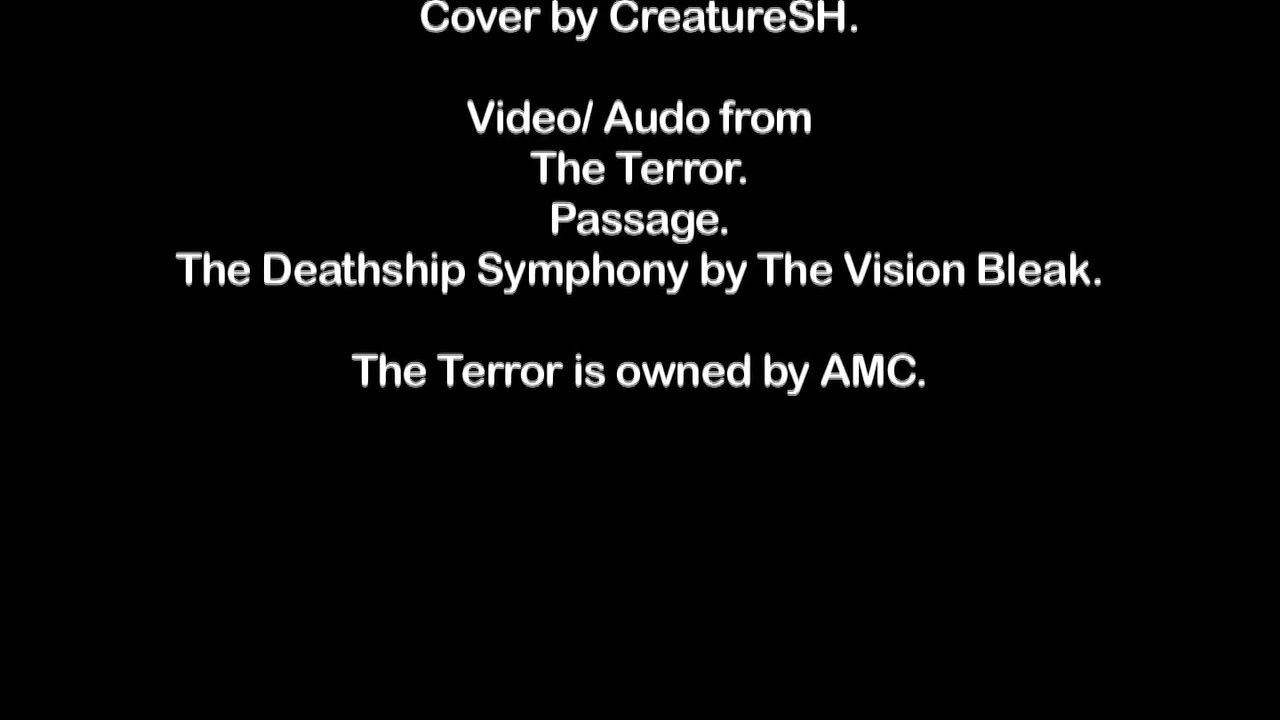 Cover by CreatureSH.
Video/ Audo from
The Terror.
Passage.
The Deathship Symphony by The Vision Bleak.
The Terror is owned by AMC.